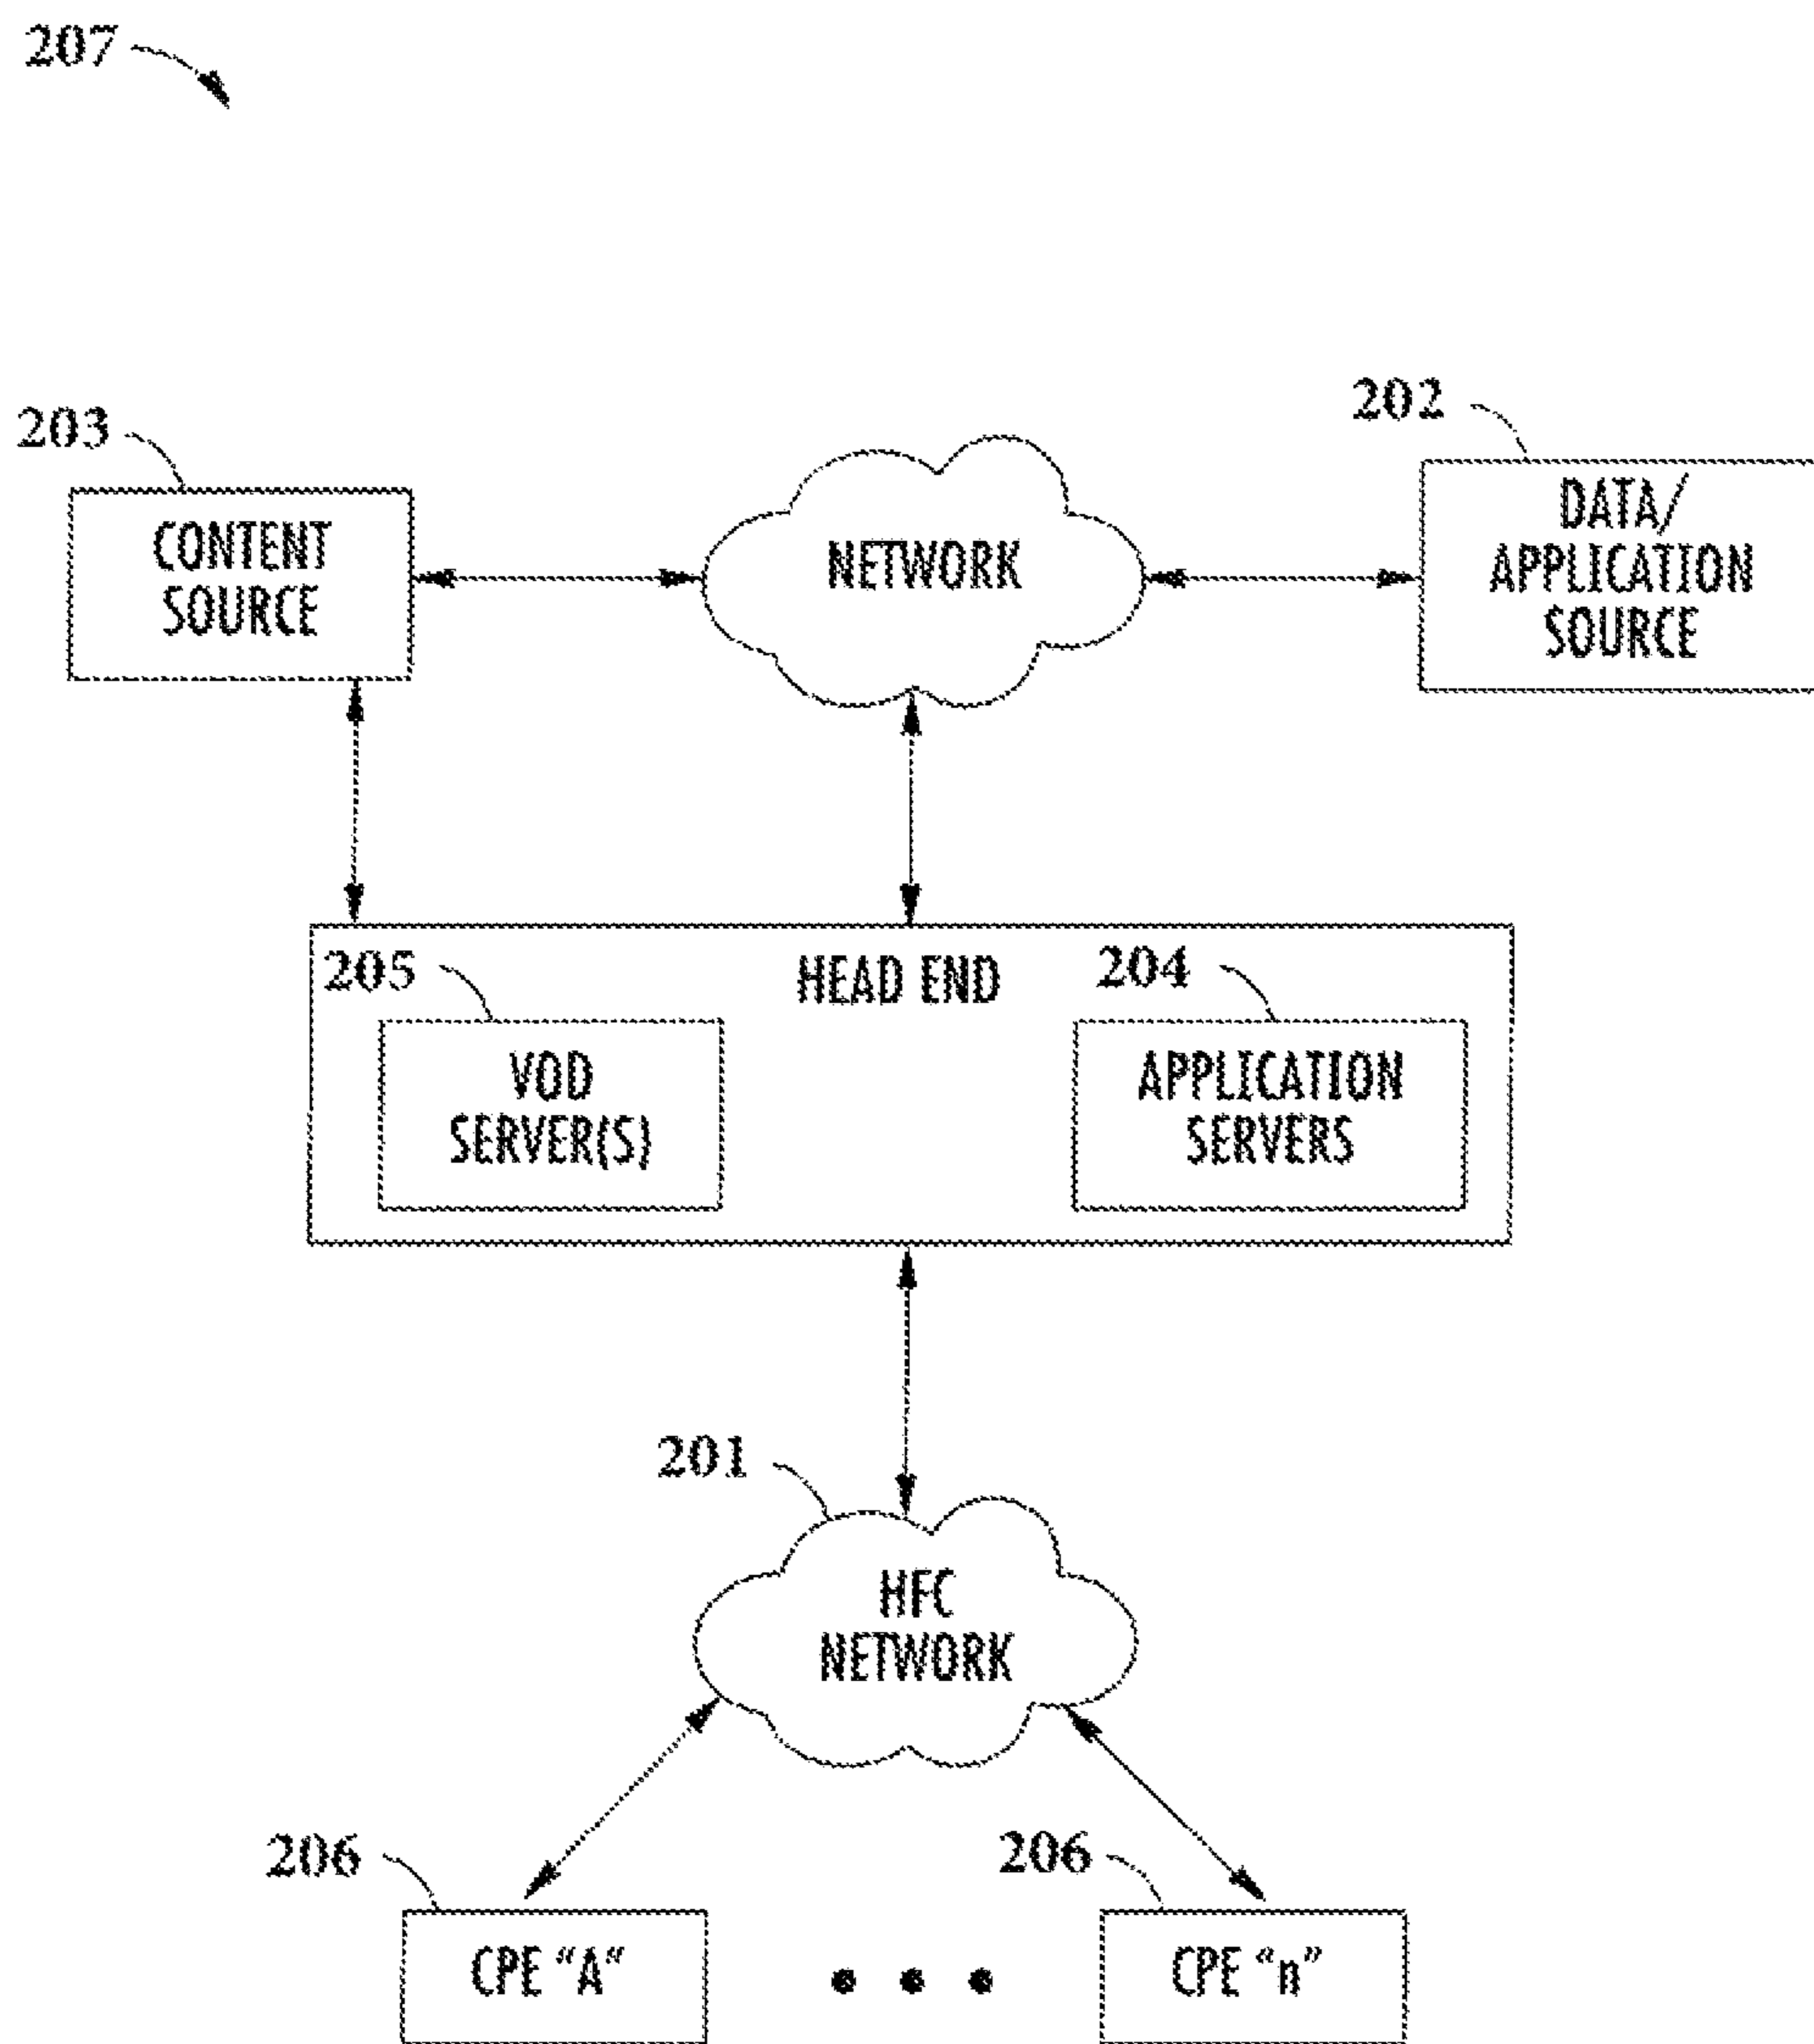 207
203
202
CONTENT
SOURCE
NETWORK
DATA/
APPLICATION
SOURCE
HEAD END
205
204
VOD
SERVER(S)
APPLICATION
SERVERS
201
HFC
NETWORK
206
206
CPE "A"
• • •
CPE "n"